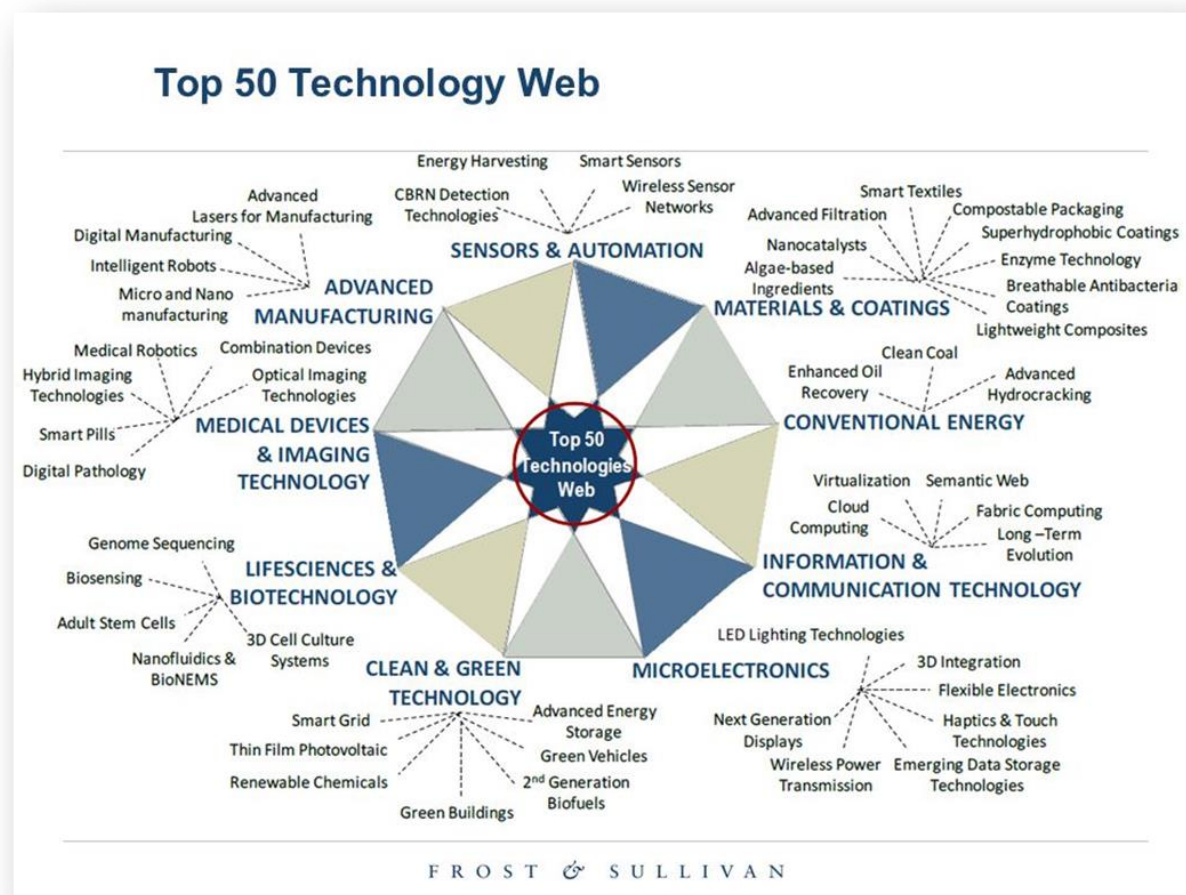 Top 50 Technology Web
Energy Harvesting
Smart Sensors
CBRN Detection
Technologies
Wireless Sensor
Networks
SENSORS & AUTOMATION
Advanced
Lasers for Manufacturing
Digital Manufacturing
Intelligent Robots
Micro and Nano
manufacturing
ADVANCED
MANUFACTURING
Smart Textiles
Advanced Filtration
Compostable Packaging
Superhydrophobic Coatings
Nanocatalysts
Enzyme Technology
Algae-based
Ingredients
Breathable Antibacteria
Coatings
Lightweight Composites
MATERIALS & COATINGS
Medical Robotics
Combination Devices
Hybrid Imaging
Technologies
Optical Imaging
Technologies
Smart Pills
Digital Pathology
MEDICAL DEVICES
& IMAGING
TECHNOLOGY
Clean Coal
Enhanced Oil
Recovery
Advanced
Hydrocracking
CONVENTIONAL ENERGY
Top 50
Technologies
Web
Virtualization
Semantic Web
Cloud
Computing
Fabric Computing
Long –Term
Evolution
INFORMATION &
COMMUNICATION TECHNOLOGY
Genome Sequencing
Biosensing
Adult Stem Cells
Nanofluidics &
BioNEMS
3D Cell Culture
Systems
LIFESCIENCES &
BIOTECHNOLOGY
LED Lighting Technologies
3D Integration
Flexible Electronics
Haptics & Touch
Technologies
Next Generation
Displays
Wireless Power
Transmission
Emerging Data Storage
Technologies
MICROELECTRONICS
CLEAN & GREEN
TECHNOLOGY
Smart Grid
Thin Film Photovoltaic
Renewable Chemicals
Green Buildings
Advanced Energy
Storage
Green Vehicles
2nd Generation
Biofuels
FROST & SULLIVAN